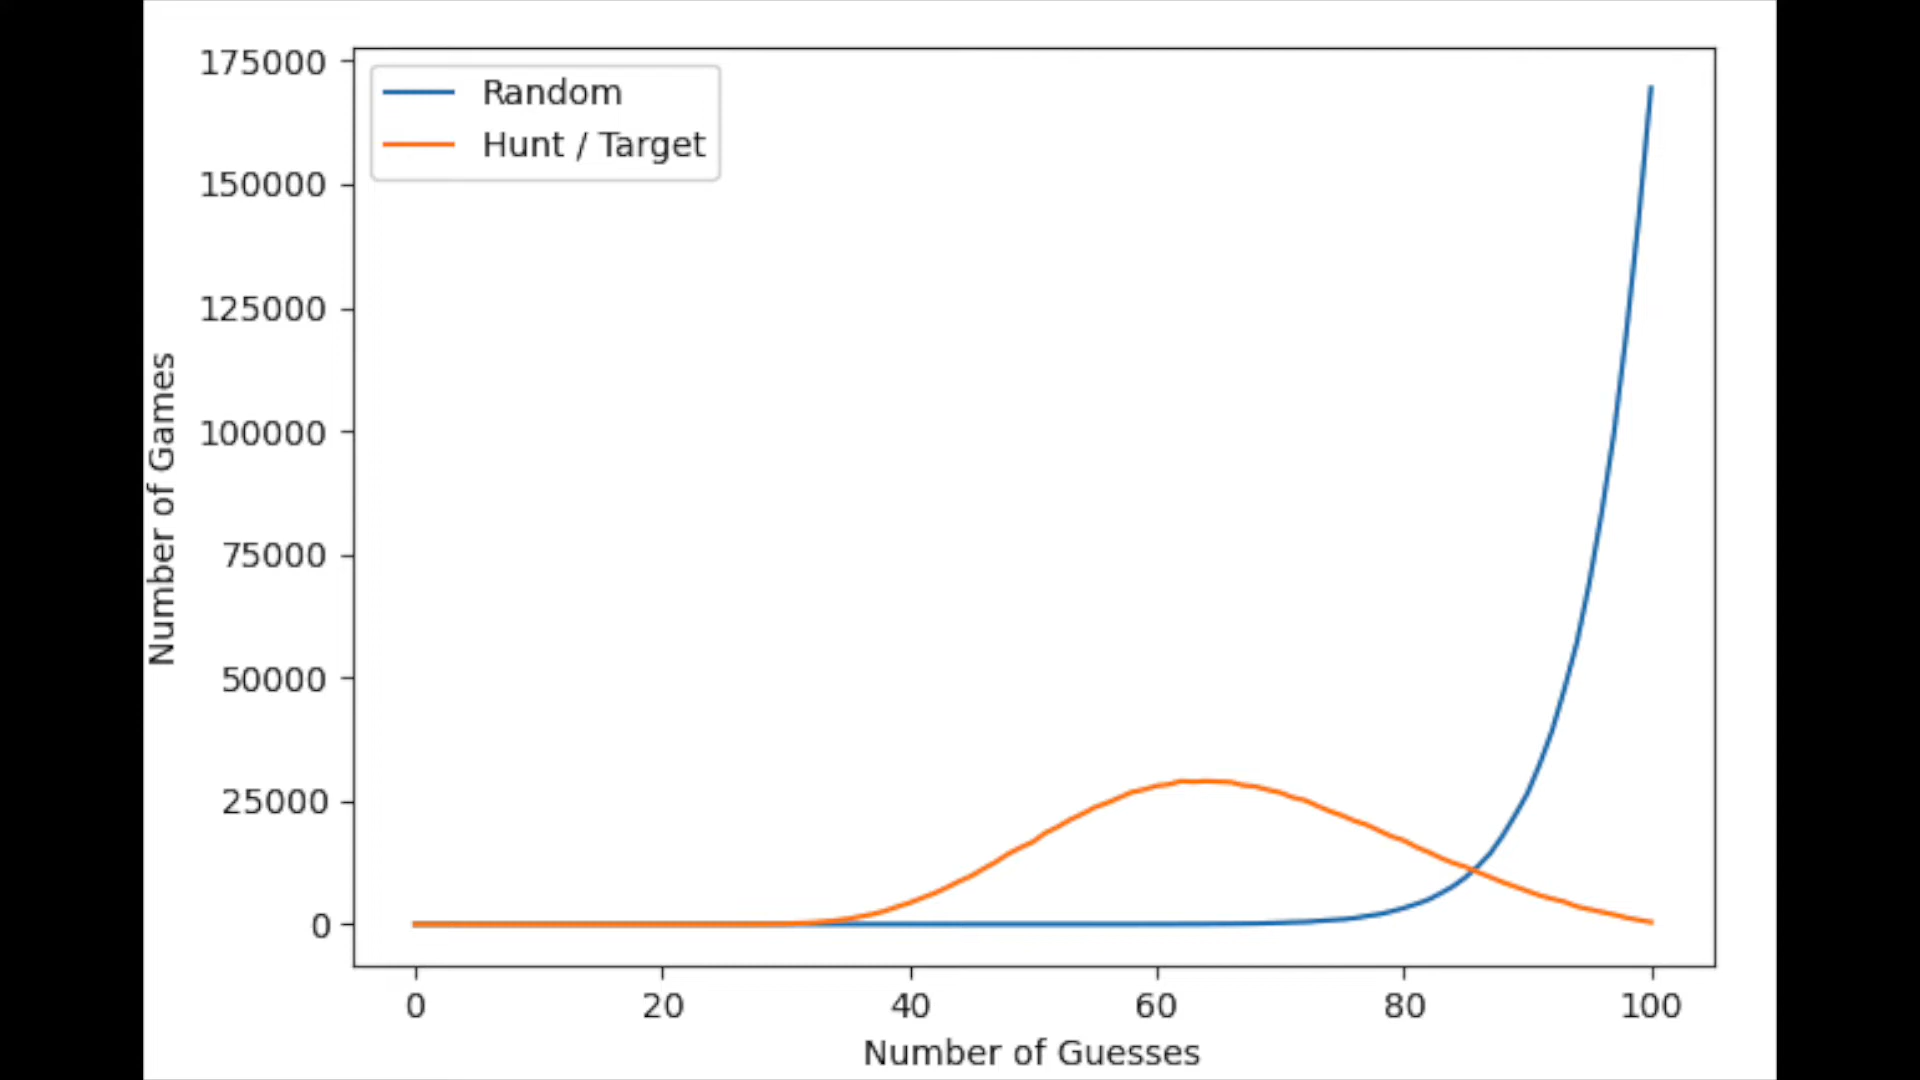 Random
Hunt / Target
175000
150000
125000
100000
75000
50000
25000
0
Number of Games
0 20 40 60 80 100
Number of Guesses